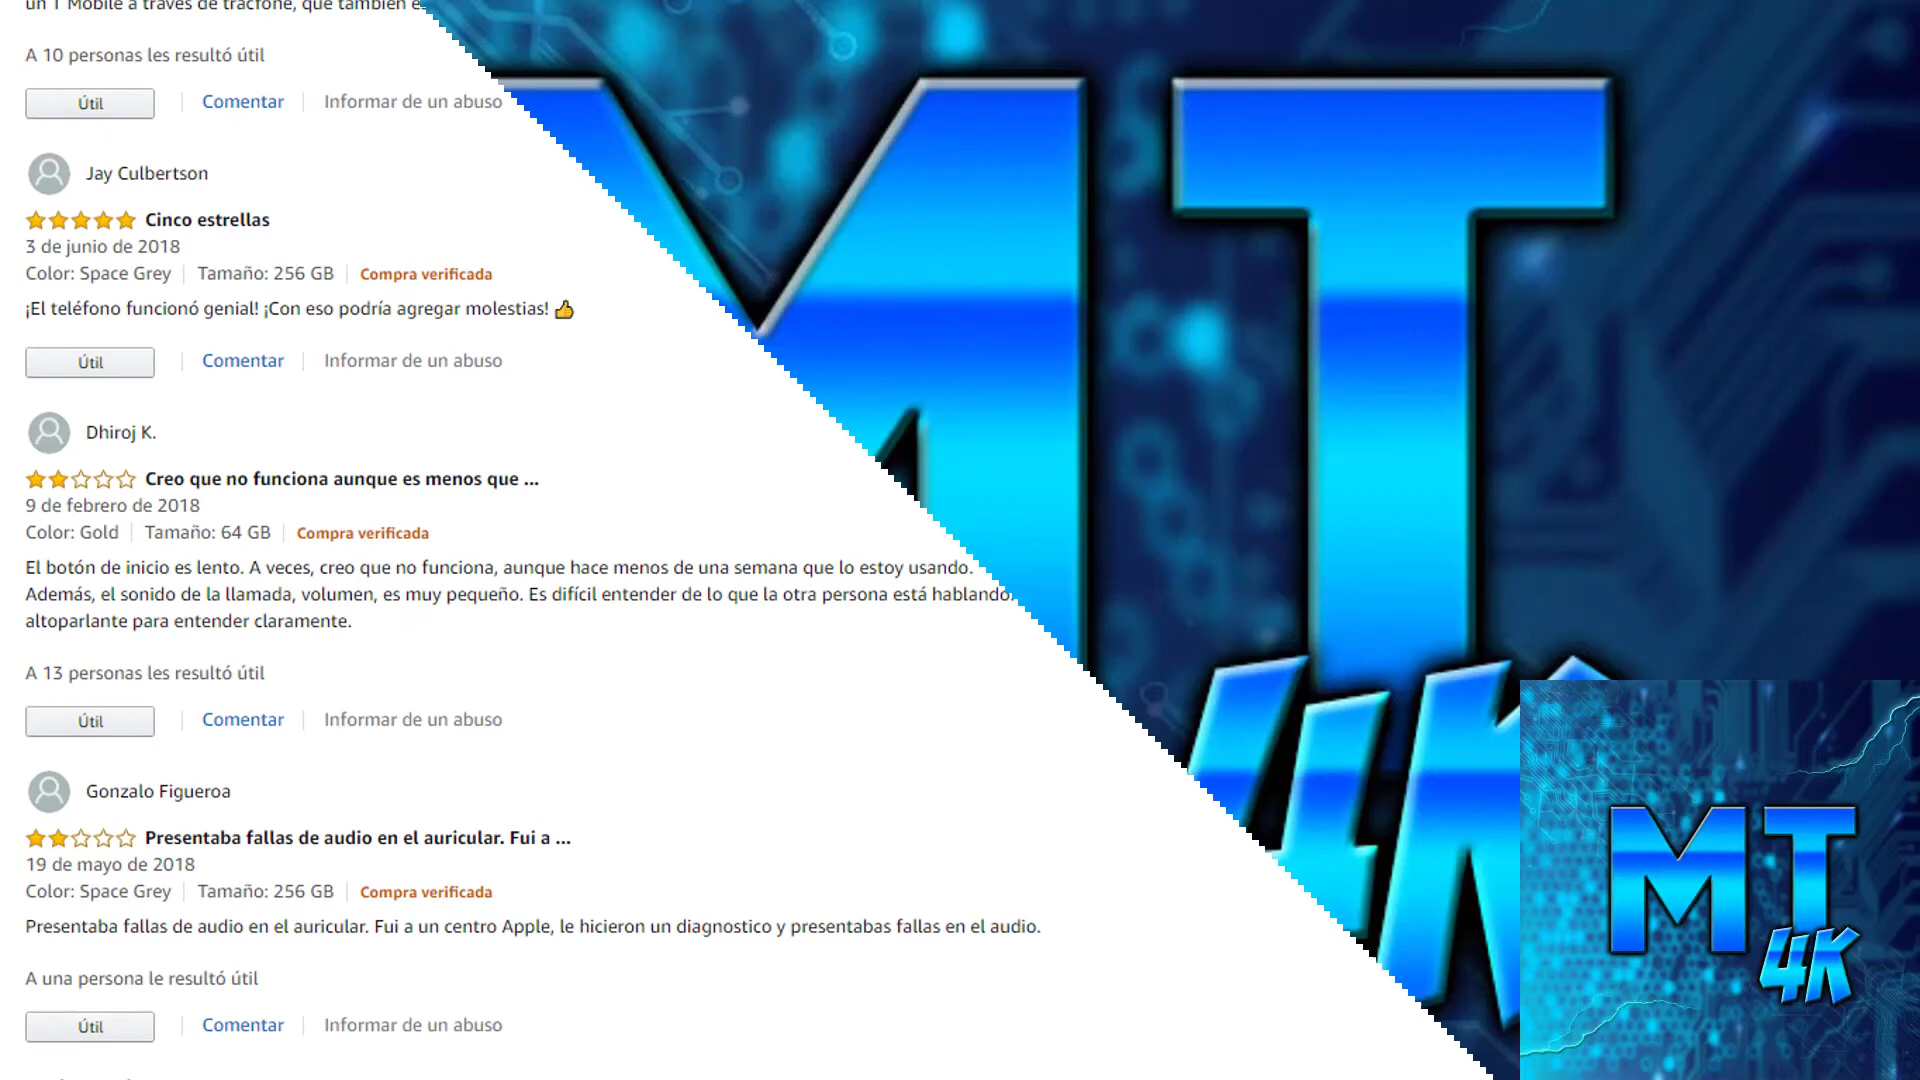 un T Mobile a través de tracfone, que también
A 10 personas les resultó útil
Útil Comentar Informar de un abuso
Jay Culbertson
Cinco estrellas
3 de junio de 2018
Color: Space Grey Tamaño: 256 GB Compra verificada
¡El teléfono funcionó genial! ¡Con eso podría agregar molestias! 👍
Útil Comentar Informar de un abuso
Dhiroj K.
Creo que no funciona aunque es menos que ...
9 de febrero de 2018
Color: Gold Tamaño: 64 GB Compra verificada
El botón de inicio es lento. A veces, creo que no funciona, aunque hace menos de una semana que lo estoy usando.
Además, el sonido de la llamada, volumen, es muy pequeño. Es difícil entender de lo que la otra persona está hablando.
altoparlante para entender claramente.
A 13 personas les resultó útil
Útil Comentar Informar de un abuso
Gonzalo Figueroa
Presentaba fallas de audio en el auricular. Fui a ...
19 de mayo de 2018
Color: Space Grey Tamaño: 256 GB Compra verificada
Presentaba fallas de audio en el auricular. Fui a un centro Apple, le hicieron un diagnostico y presentabas fallas en el audio.
A una persona le resultó útil
Útil Comentar Informar de un abuso
MT
4K
MT
4K